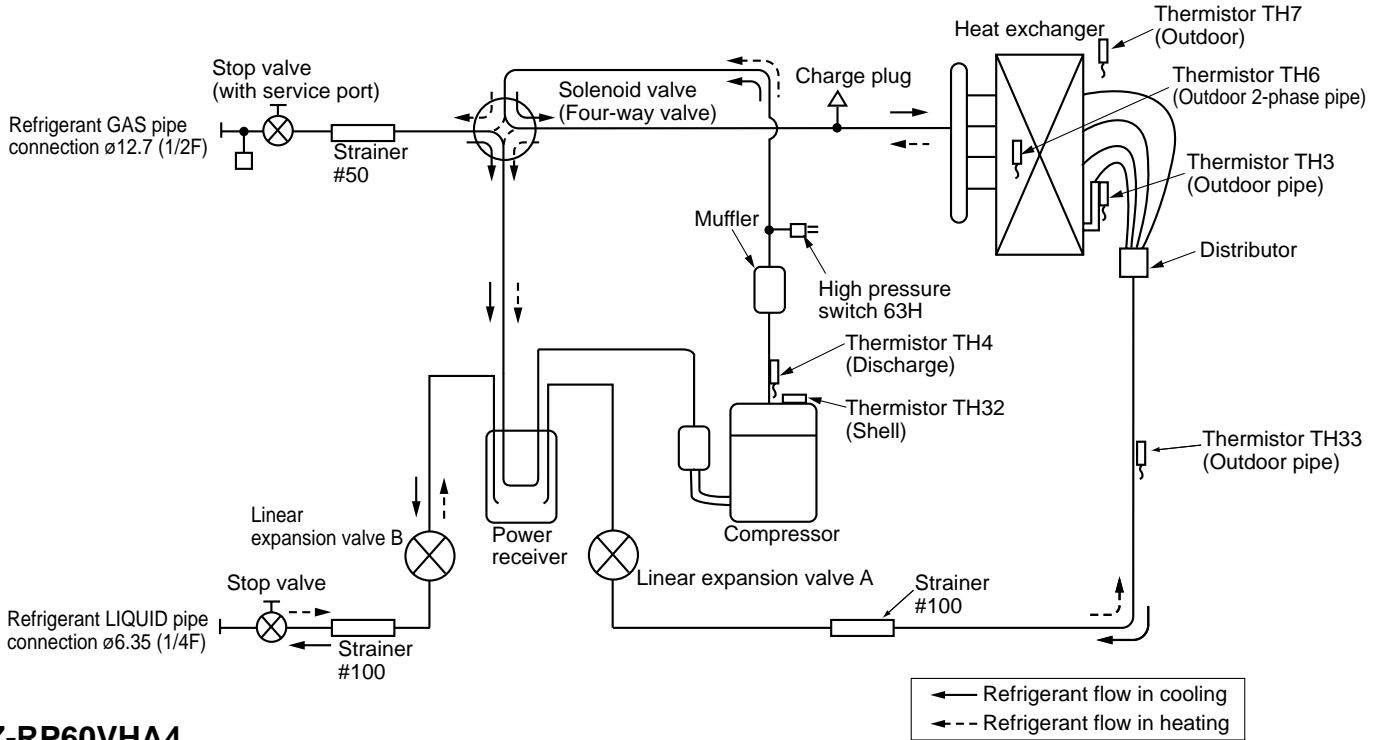 Thermistor TH7
(Outdoor)
Heat exchanger
Stop valve
(with service port)
Solenoid valve
(Four-way valve)
Charge plug
Thermistor TH6
(Outdoor 2-phase pipe)
Refrigerant GAS pipe
connection ø12.7 (1/2F)
Strainer
#50
Thermistor TH3
(Outdoor pipe)
Muffler
Distributor
High pressure
switch 63H
Thermistor TH4
(Discharge)
Thermistor TH32
(Shell)
Thermistor TH33
(Outdoor pipe)
Linear
expansion valve B
Power
receiver
Compressor
Linear expansion valve A
Stop valve
Strainer
#100
Refrigerant LIQUID pipe
connection ø6.35 (1/4F)
Strainer
#100
Refrigerant flow in cooling
Refrigerant flow in heating
-RP60VHA4